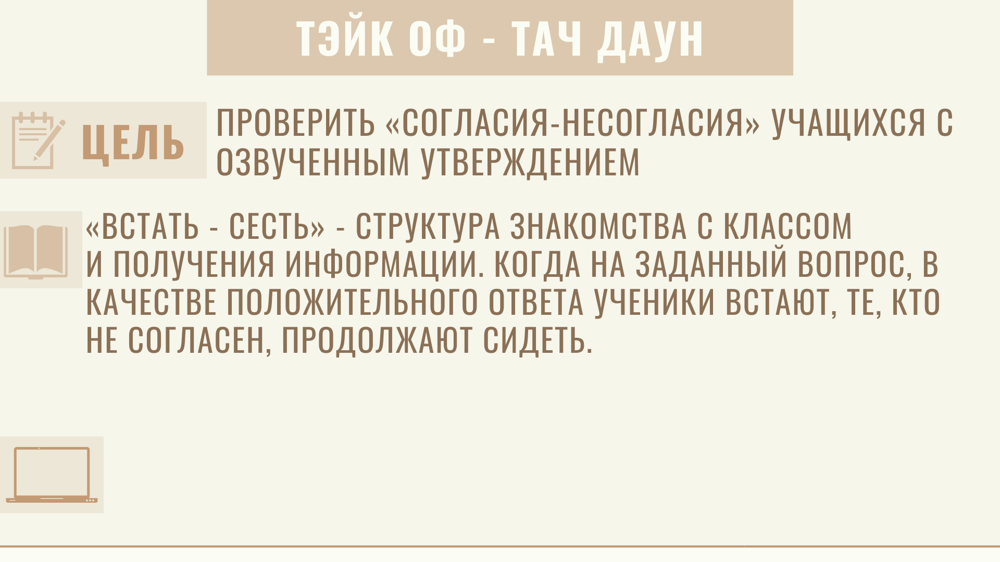 ТЭЙК ОФ - ТАЧ ДАУН
ЦЕЛЬ
ПРОВЕРИТЬ «СОГЛАСИЯ-НЕСОГЛАСИЯ» УЧАЩИХСЯ С
ОЗВУЧЕННЫМ УТВЕРЖДЕНИЕМ
«ВСТАТЬ - СЕСТЬ» - СТРУКТУРА ЗНАКОМСТВА С КЛАССОМ
И ПОЛУЧЕНИЯ ИНФОРМАЦИИ. КОГДА НА ЗАДАННЫЙ ВОПРОС, В
КАЧЕСТВЕ ПОЛОЖИТЕЛЬНОГО ОТВЕТА УЧЕНИКИ ВСТАЮТ, ТЕ, КТО
НЕ СОГЛАСЕН, ПРОДОЛЖАЮТ СИДЕТЬ.